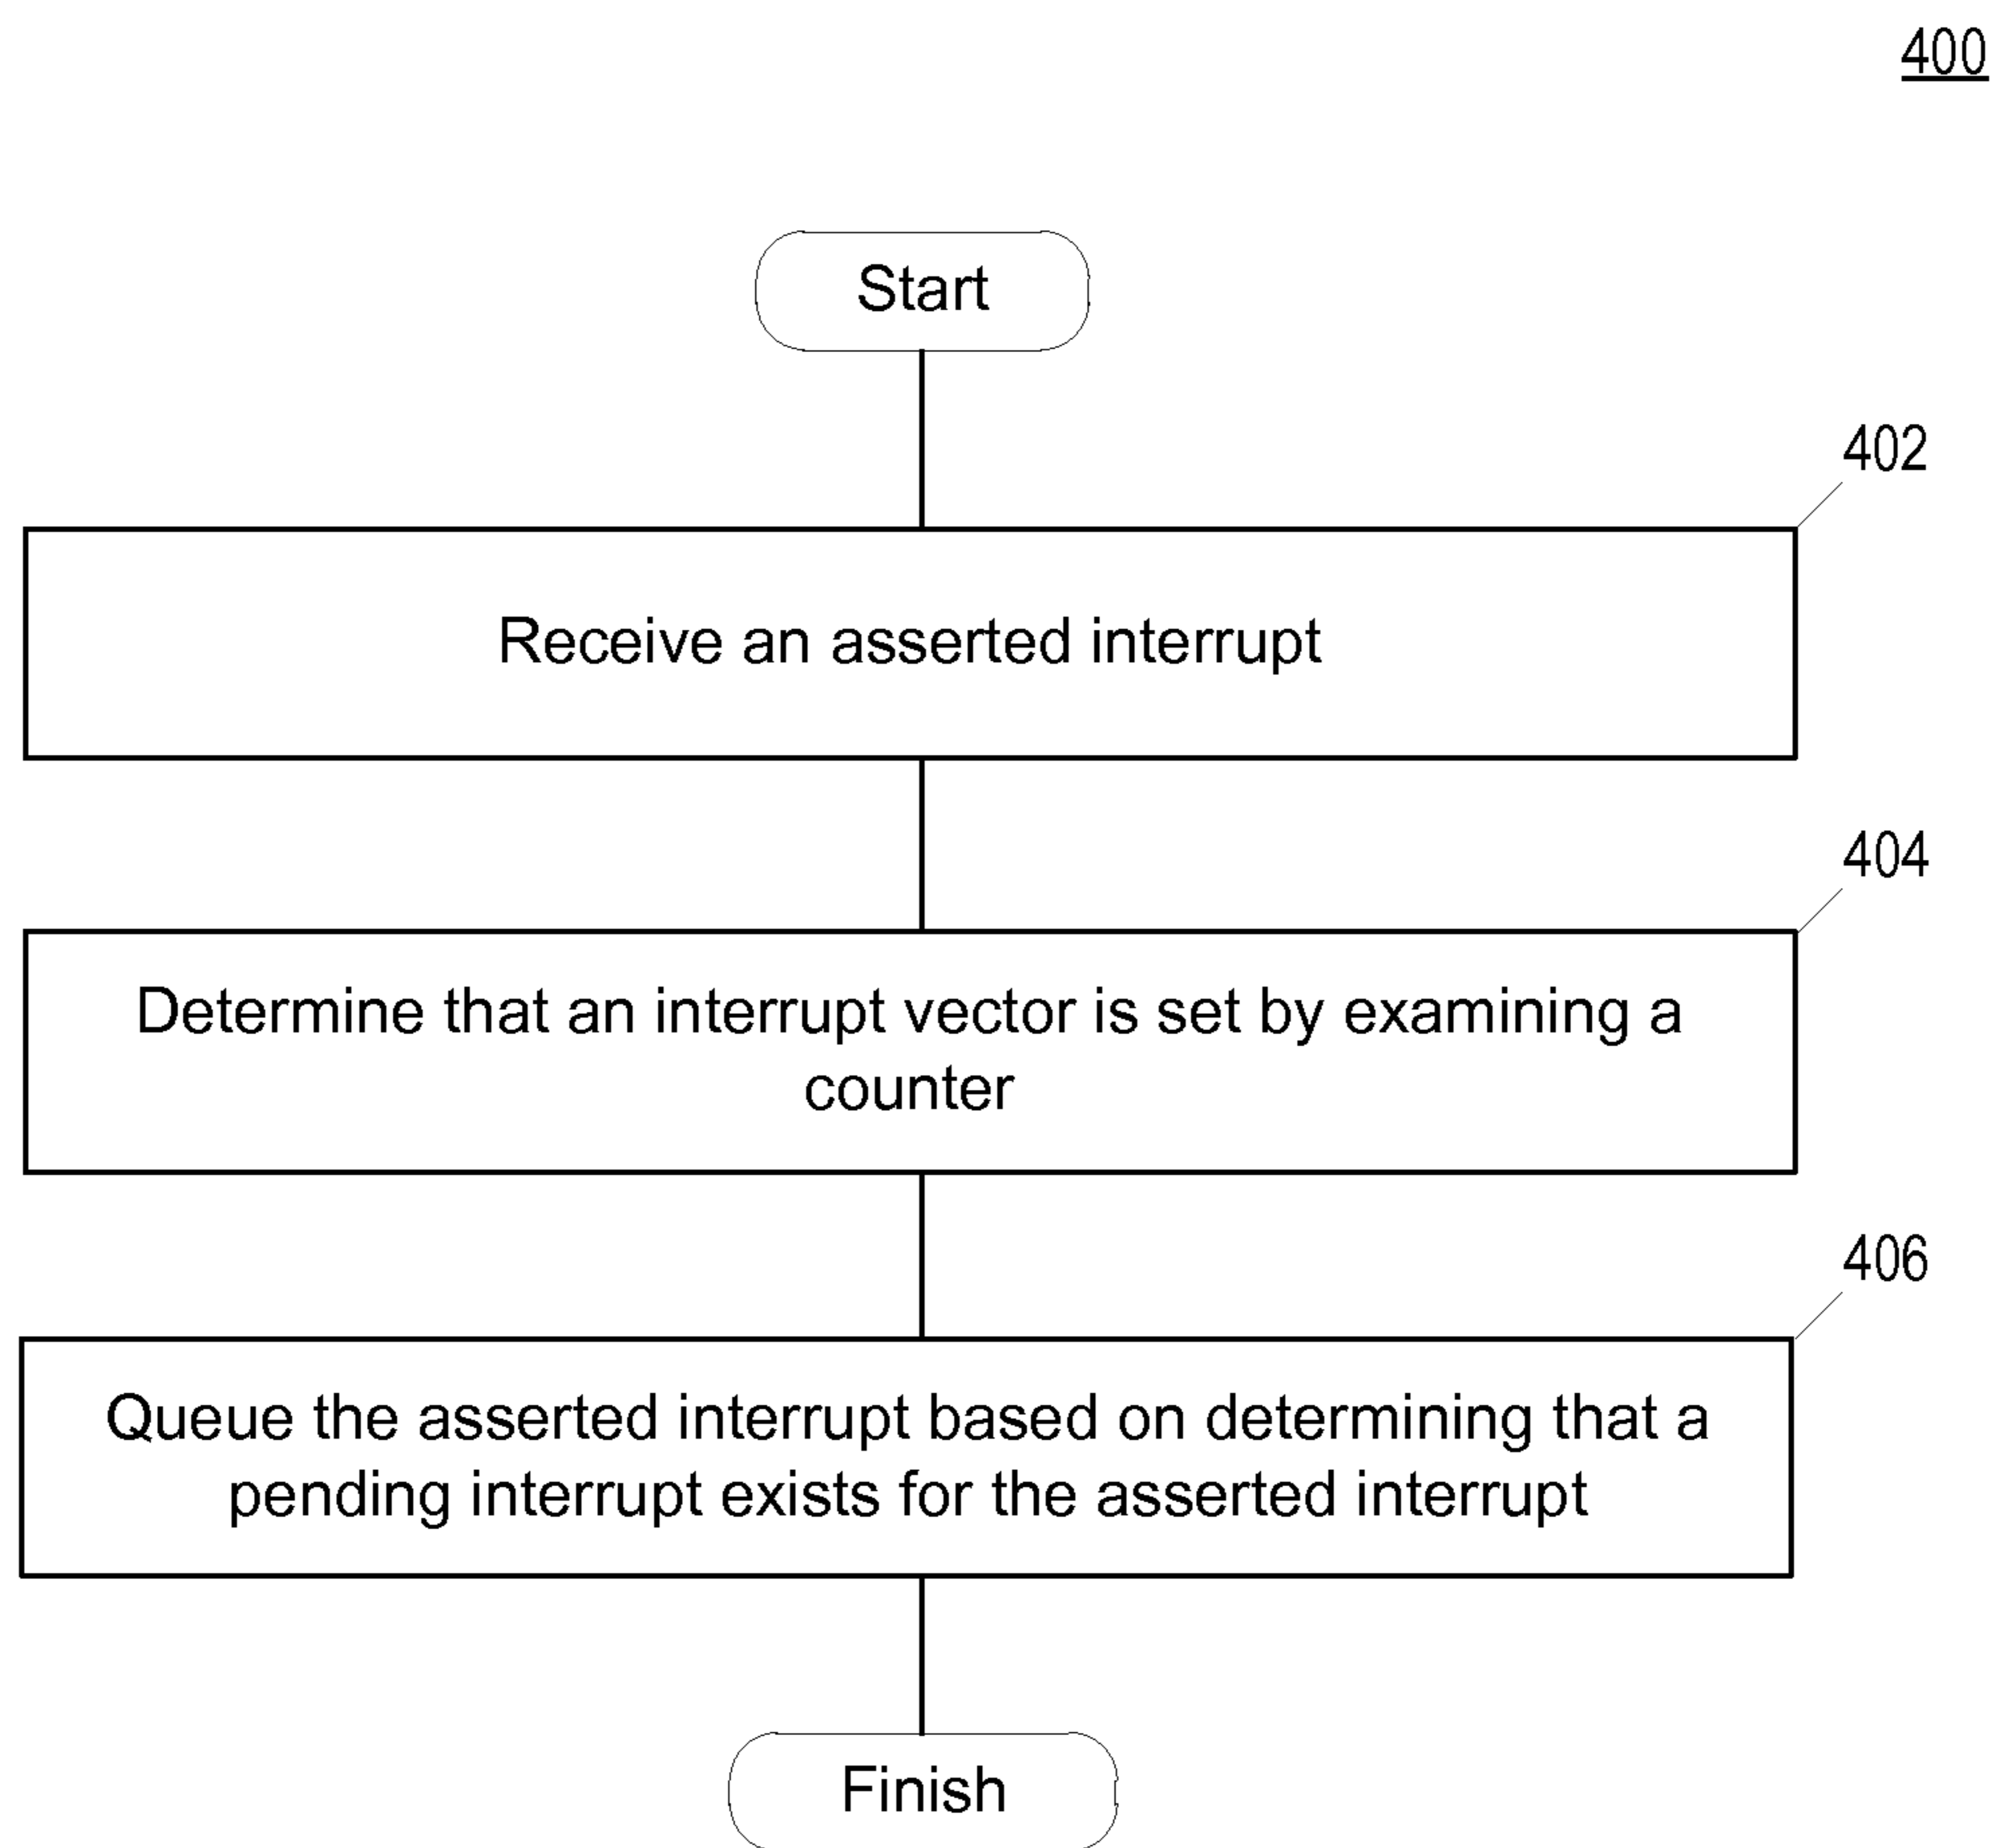 400
Start
402
Receive an asserted interrupt
404
Determine that an interrupt vector is set by examining a
counter
406
Queue the asserted interrupt based on determining that a
pending interrupt exists for the asserted interrupt
Finish